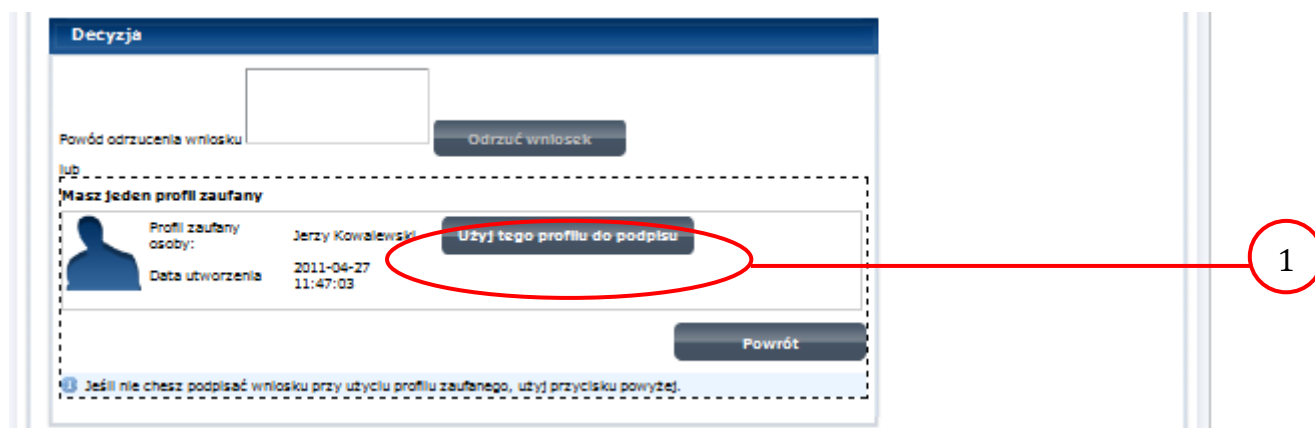 Decyzja
Powód odrzucenia wniosku
Odrzuć wniosek
lub
Masz jeden profil zaufany
Profil zaufany
osoby:
Jerzy Kowalewski
Użyj tego profilu do podpisu
Data utworzenia
2011-04-27
11:47:03
1
Powrót
Jeśli nie chesz podpisać wniosku przy użyciu profilu zaufanego, użyj przycisku powyżej.